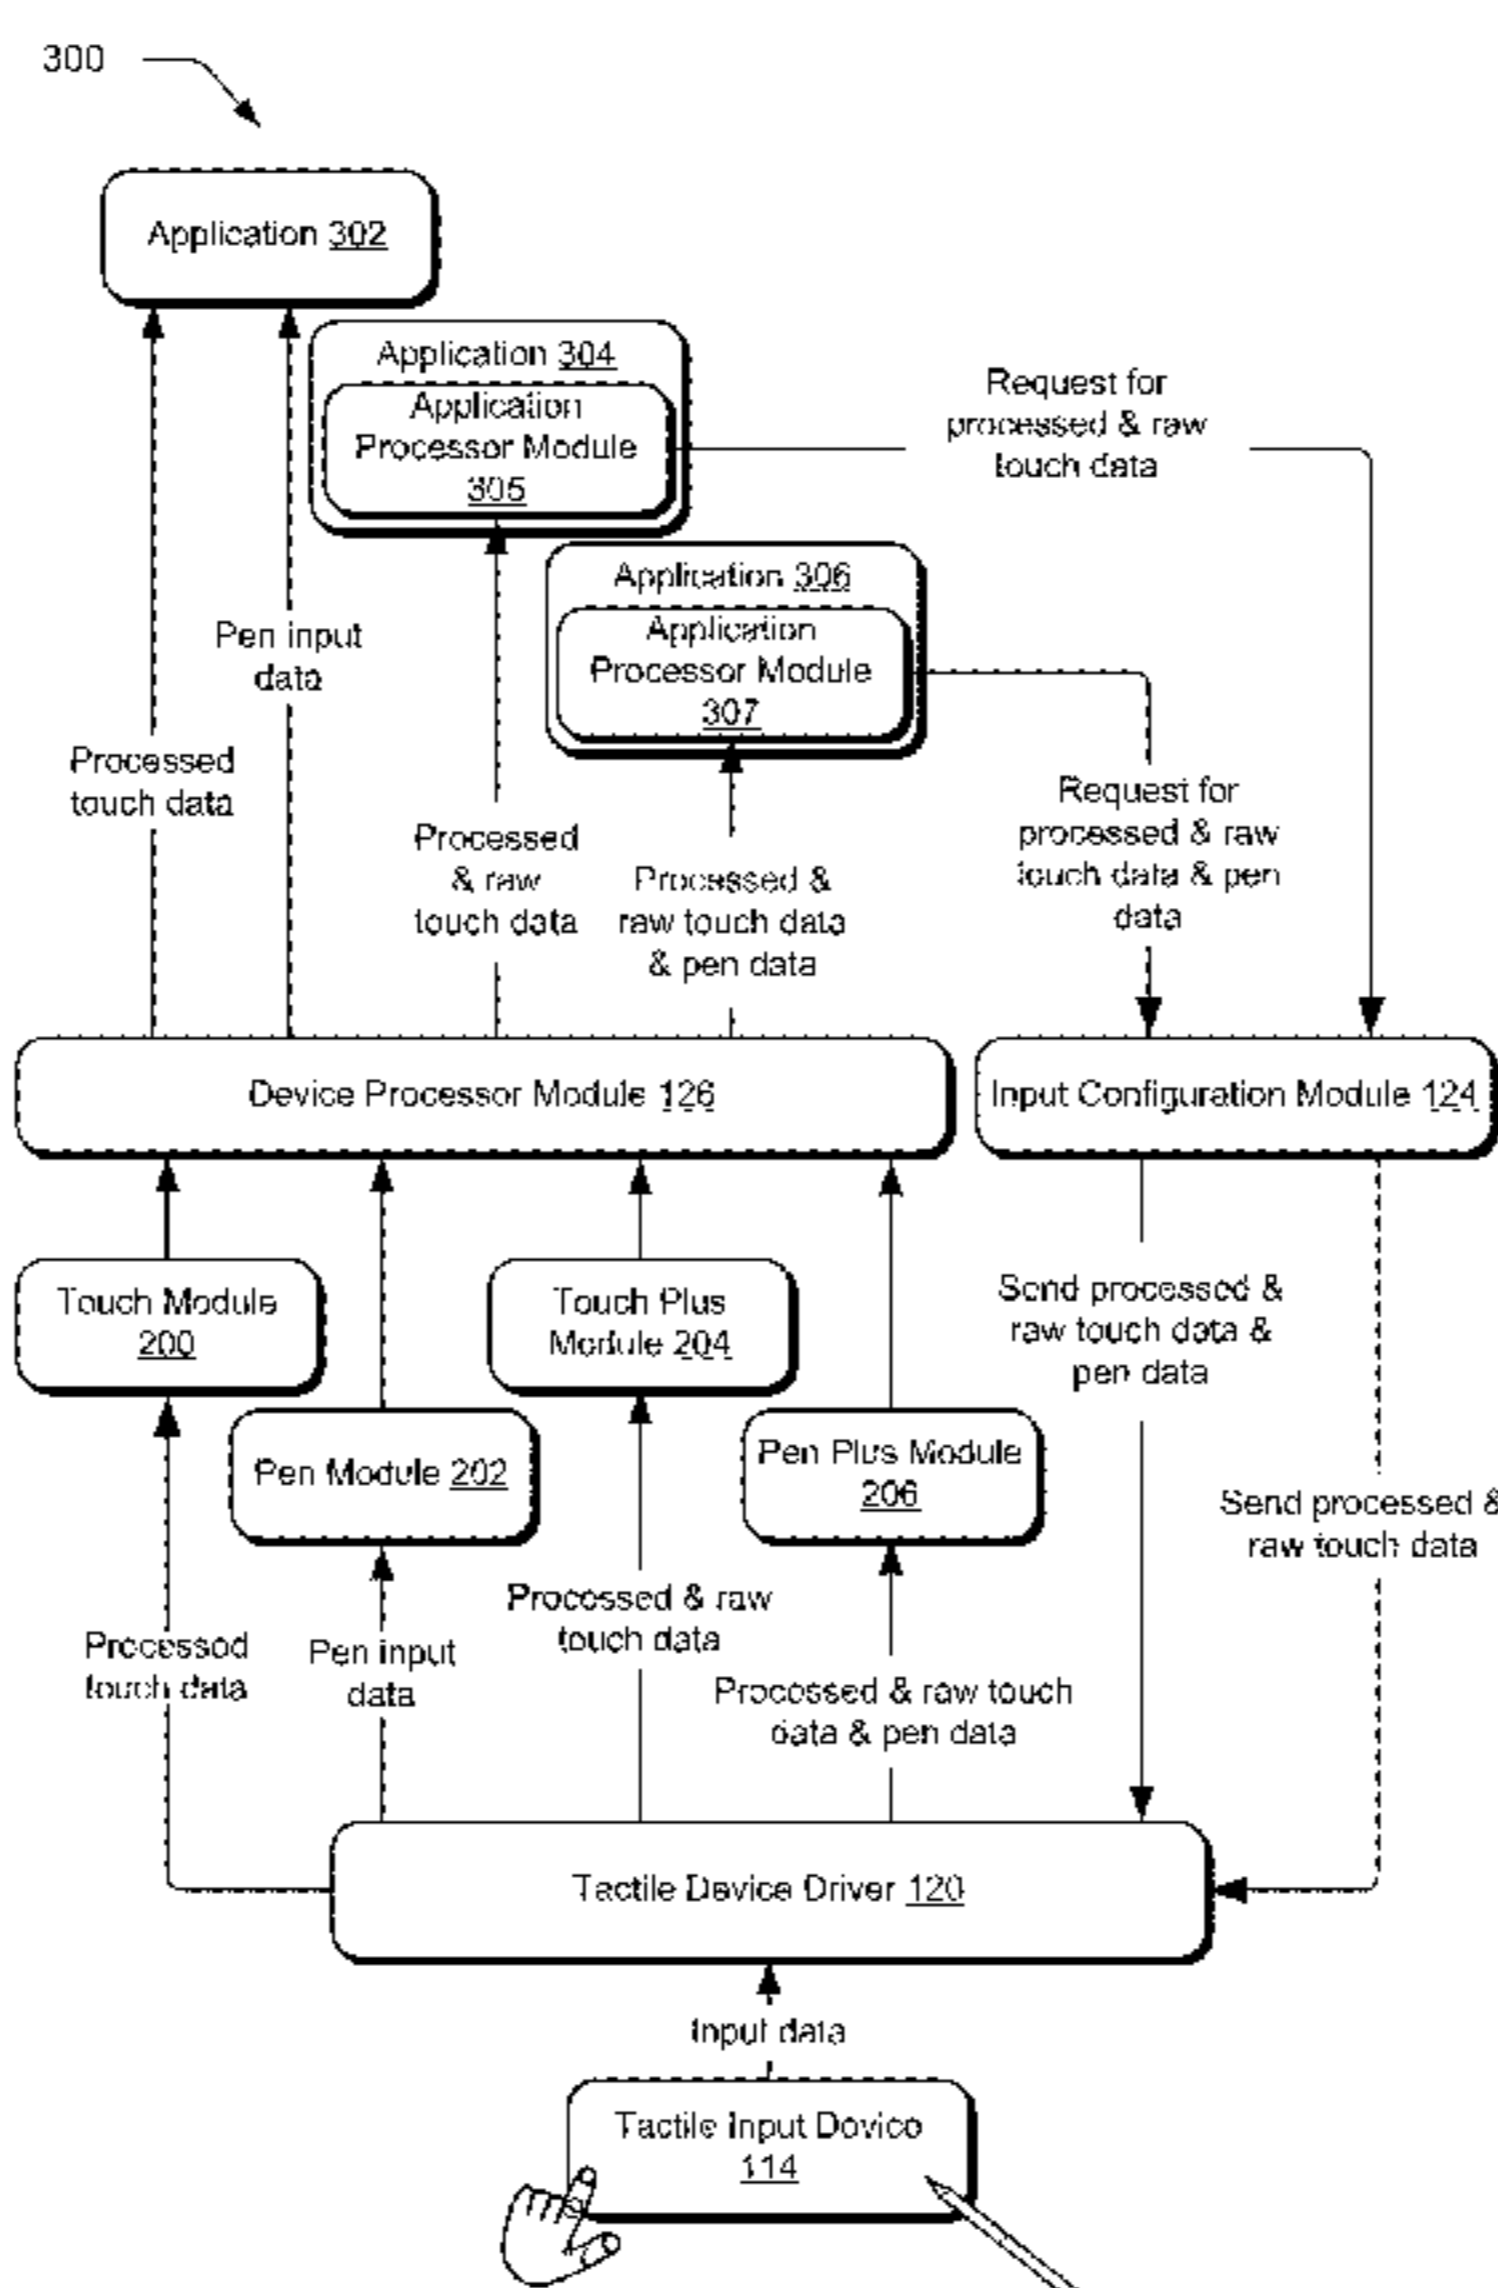 300
Application 302
Application 304
Application
Processor Module
305
Request for
processed & raw
touch data
Application 306
Application
Processor Module
307
Pen input
data
Processed
touch data
Processed
& raw
touch data
Processed &
raw touch data
& pen data
Request for
processed & raw
touch data & pen
data
Device Processor Module 126
Input Configuration Module 124
Touch Module
200
Touch Plus
Module 204
Send processed &
raw touch data &
pen data
Pen Module 202
Pen Plus Module
206
Send processed &
raw touch data
Processed
touch data
Pen input
data
Processed & raw
touch data
Processed & raw touch
data & pen data
Tactile Device Driver 120
Input data
Tactile Input Device
114